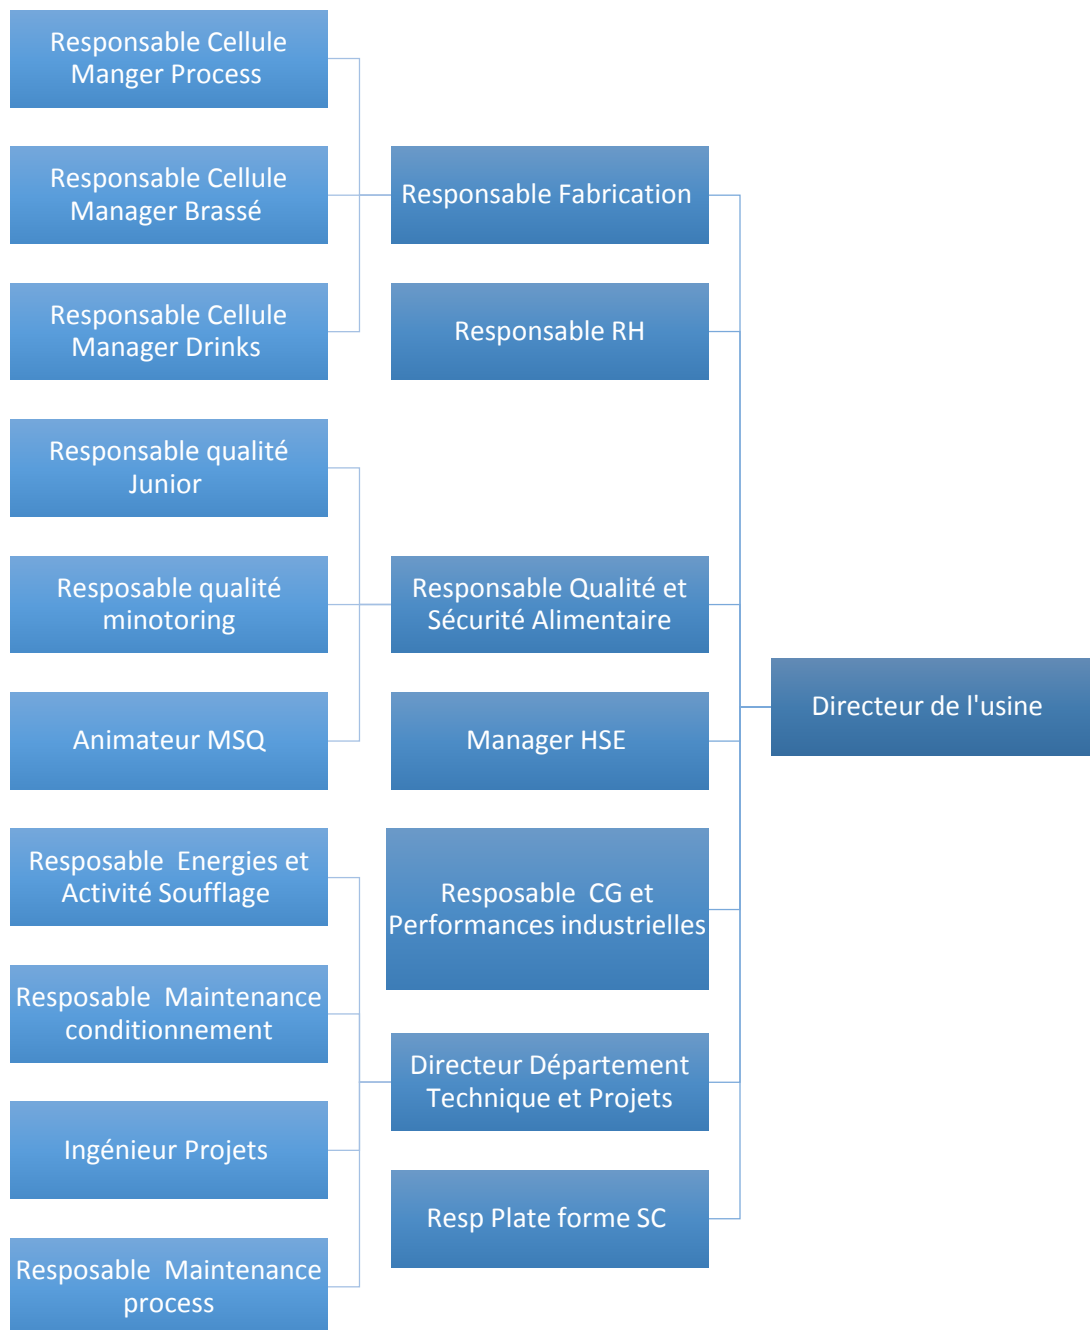 Responsable Cellule
Manger Process
Responsable Cellule
Manager Brassé
Responsable Cellule
Manager Drinks
Responsable qualité
Junior
Resposable qualité
minotoring
Animateur MSQ
Resposable  Energies et
Activité Soufflage
Resposable  Maintenance
conditionnement
Ingénieur Projets
Resposable  Maintenance
process
Responsable Fabrication
Responsable RH
Responsable Qualité et
Sécurité Alimentaire
Manager HSE
Resposable  CG et
Performances industrielles
Directeur Département
Technique et Projets
Resp Plate forme SC
Directeur de l'usine